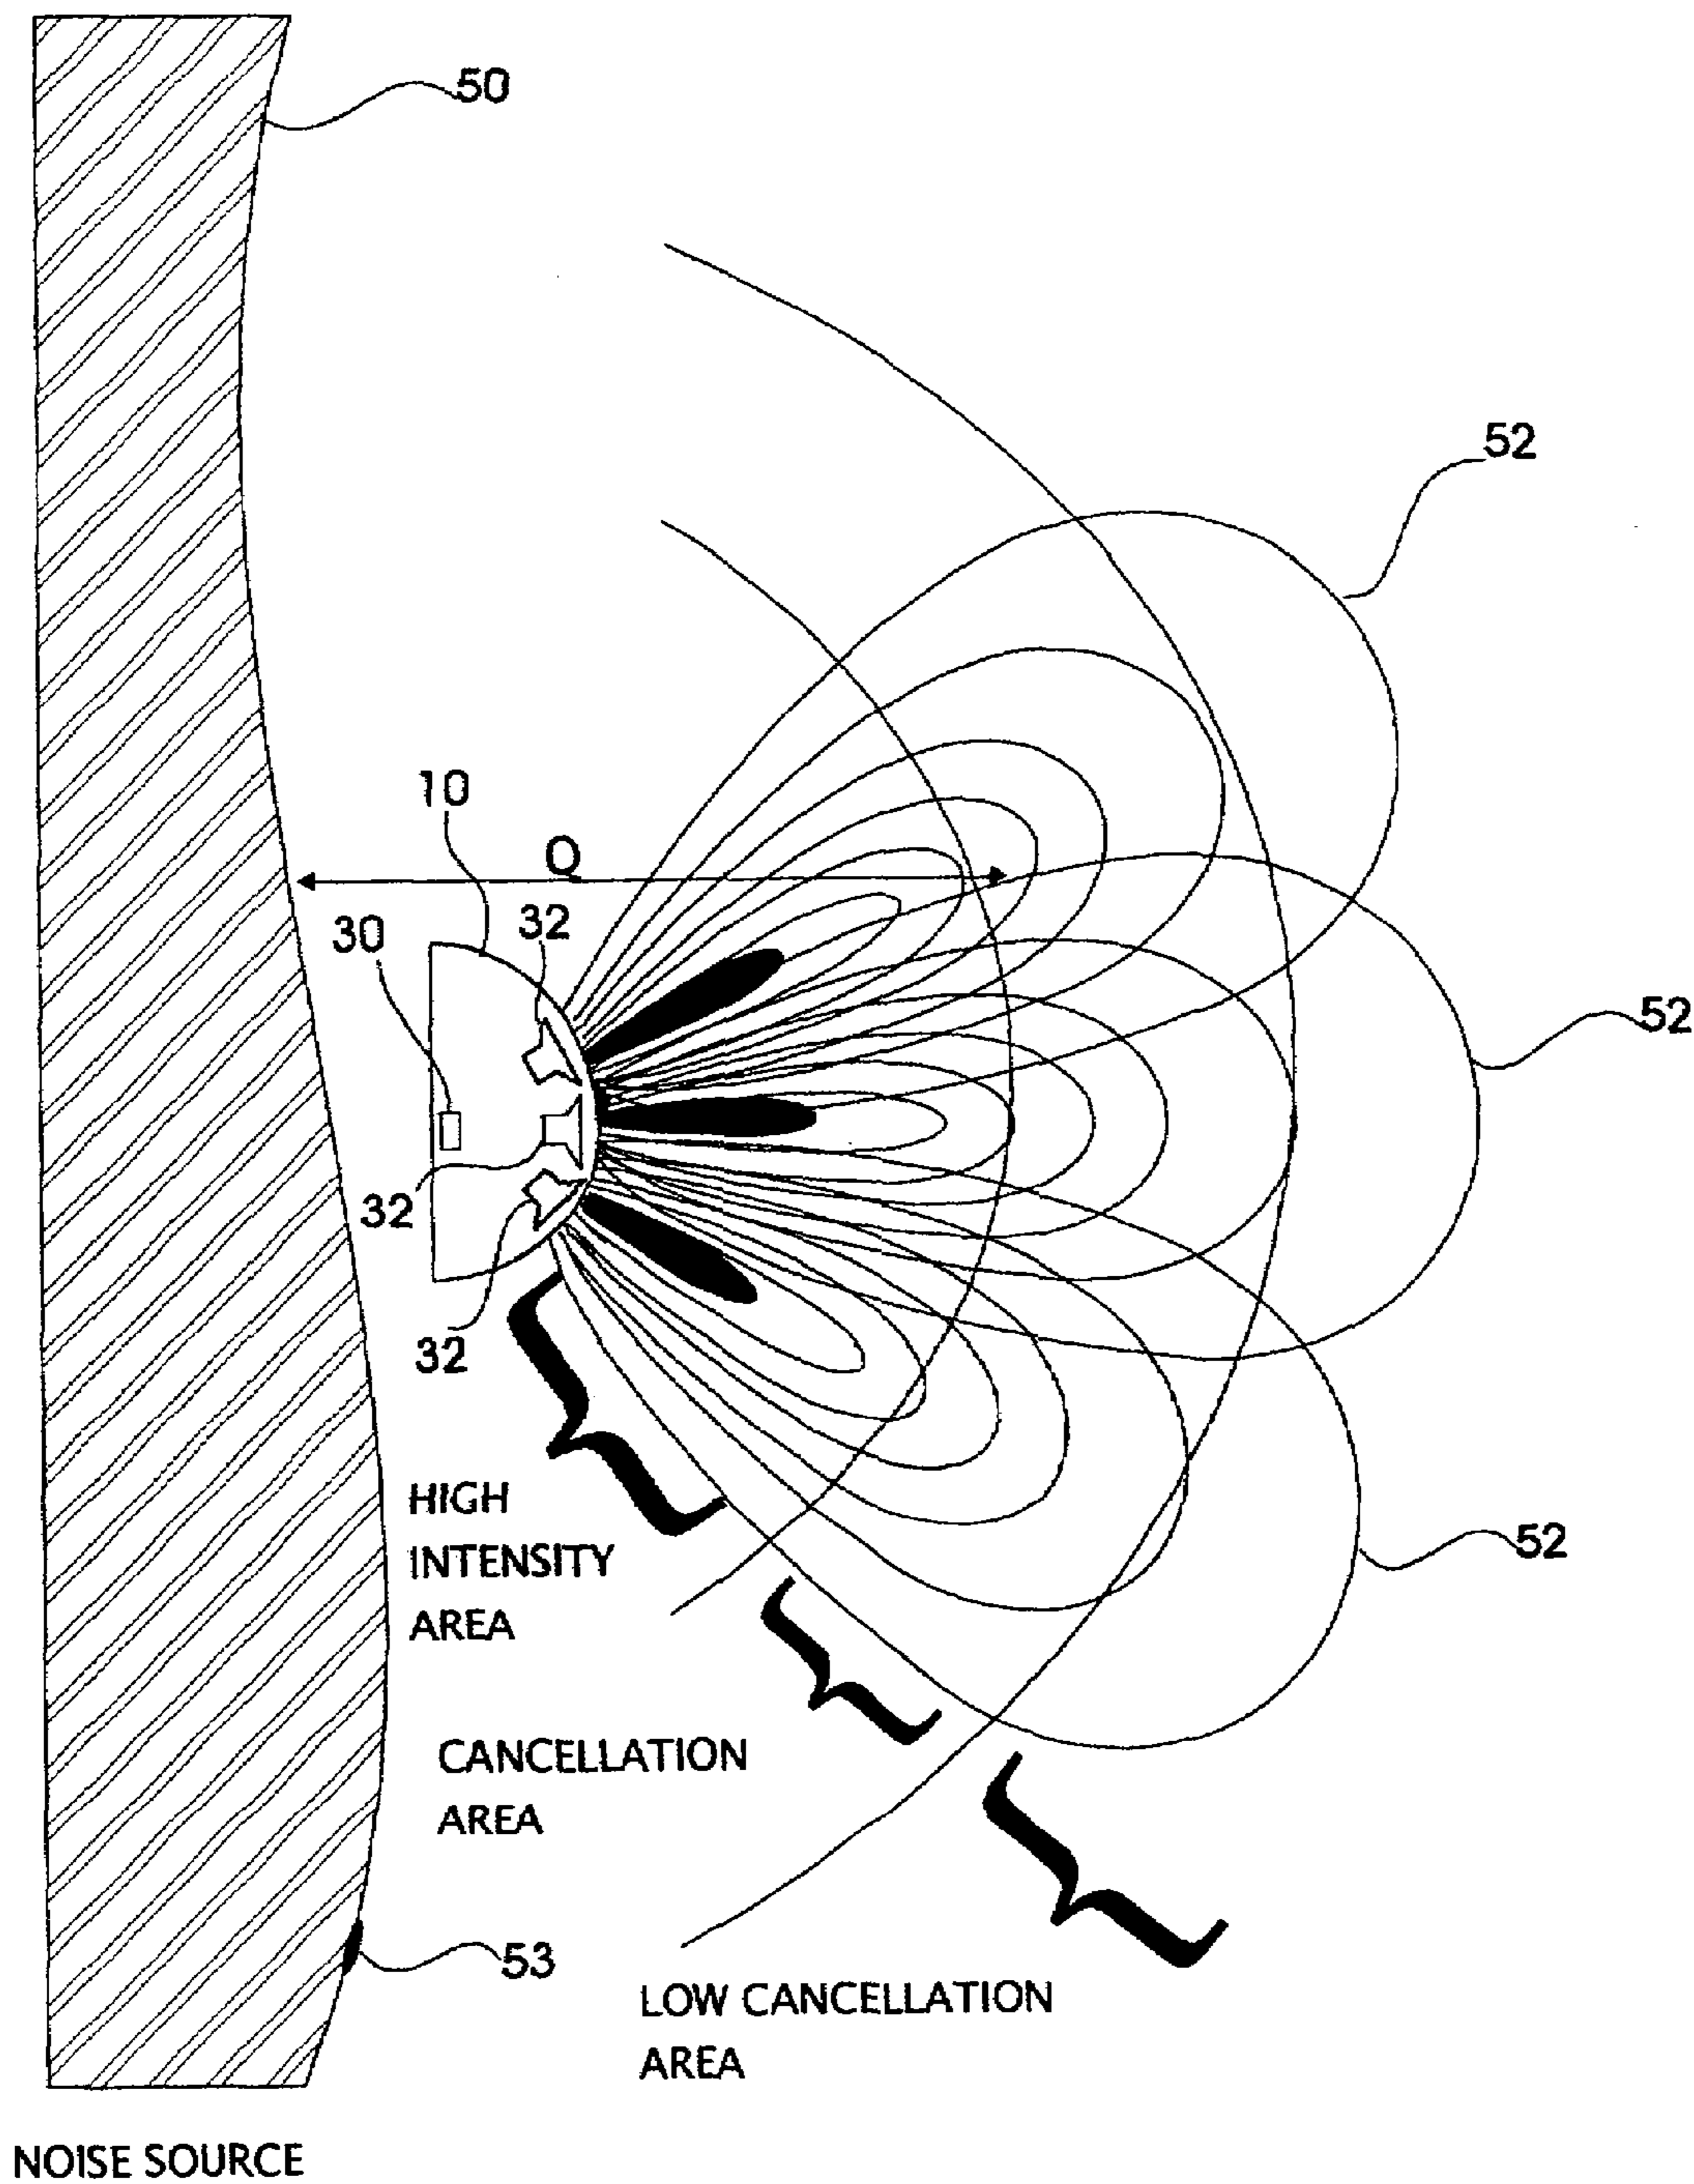 50
52
10
Q
30
32
52
32
32
HIGH
INTENSITY
AREA
52
CANCELLATION
AREA
53
LOW CANCELLATION
AREA
NOISE SOURCE